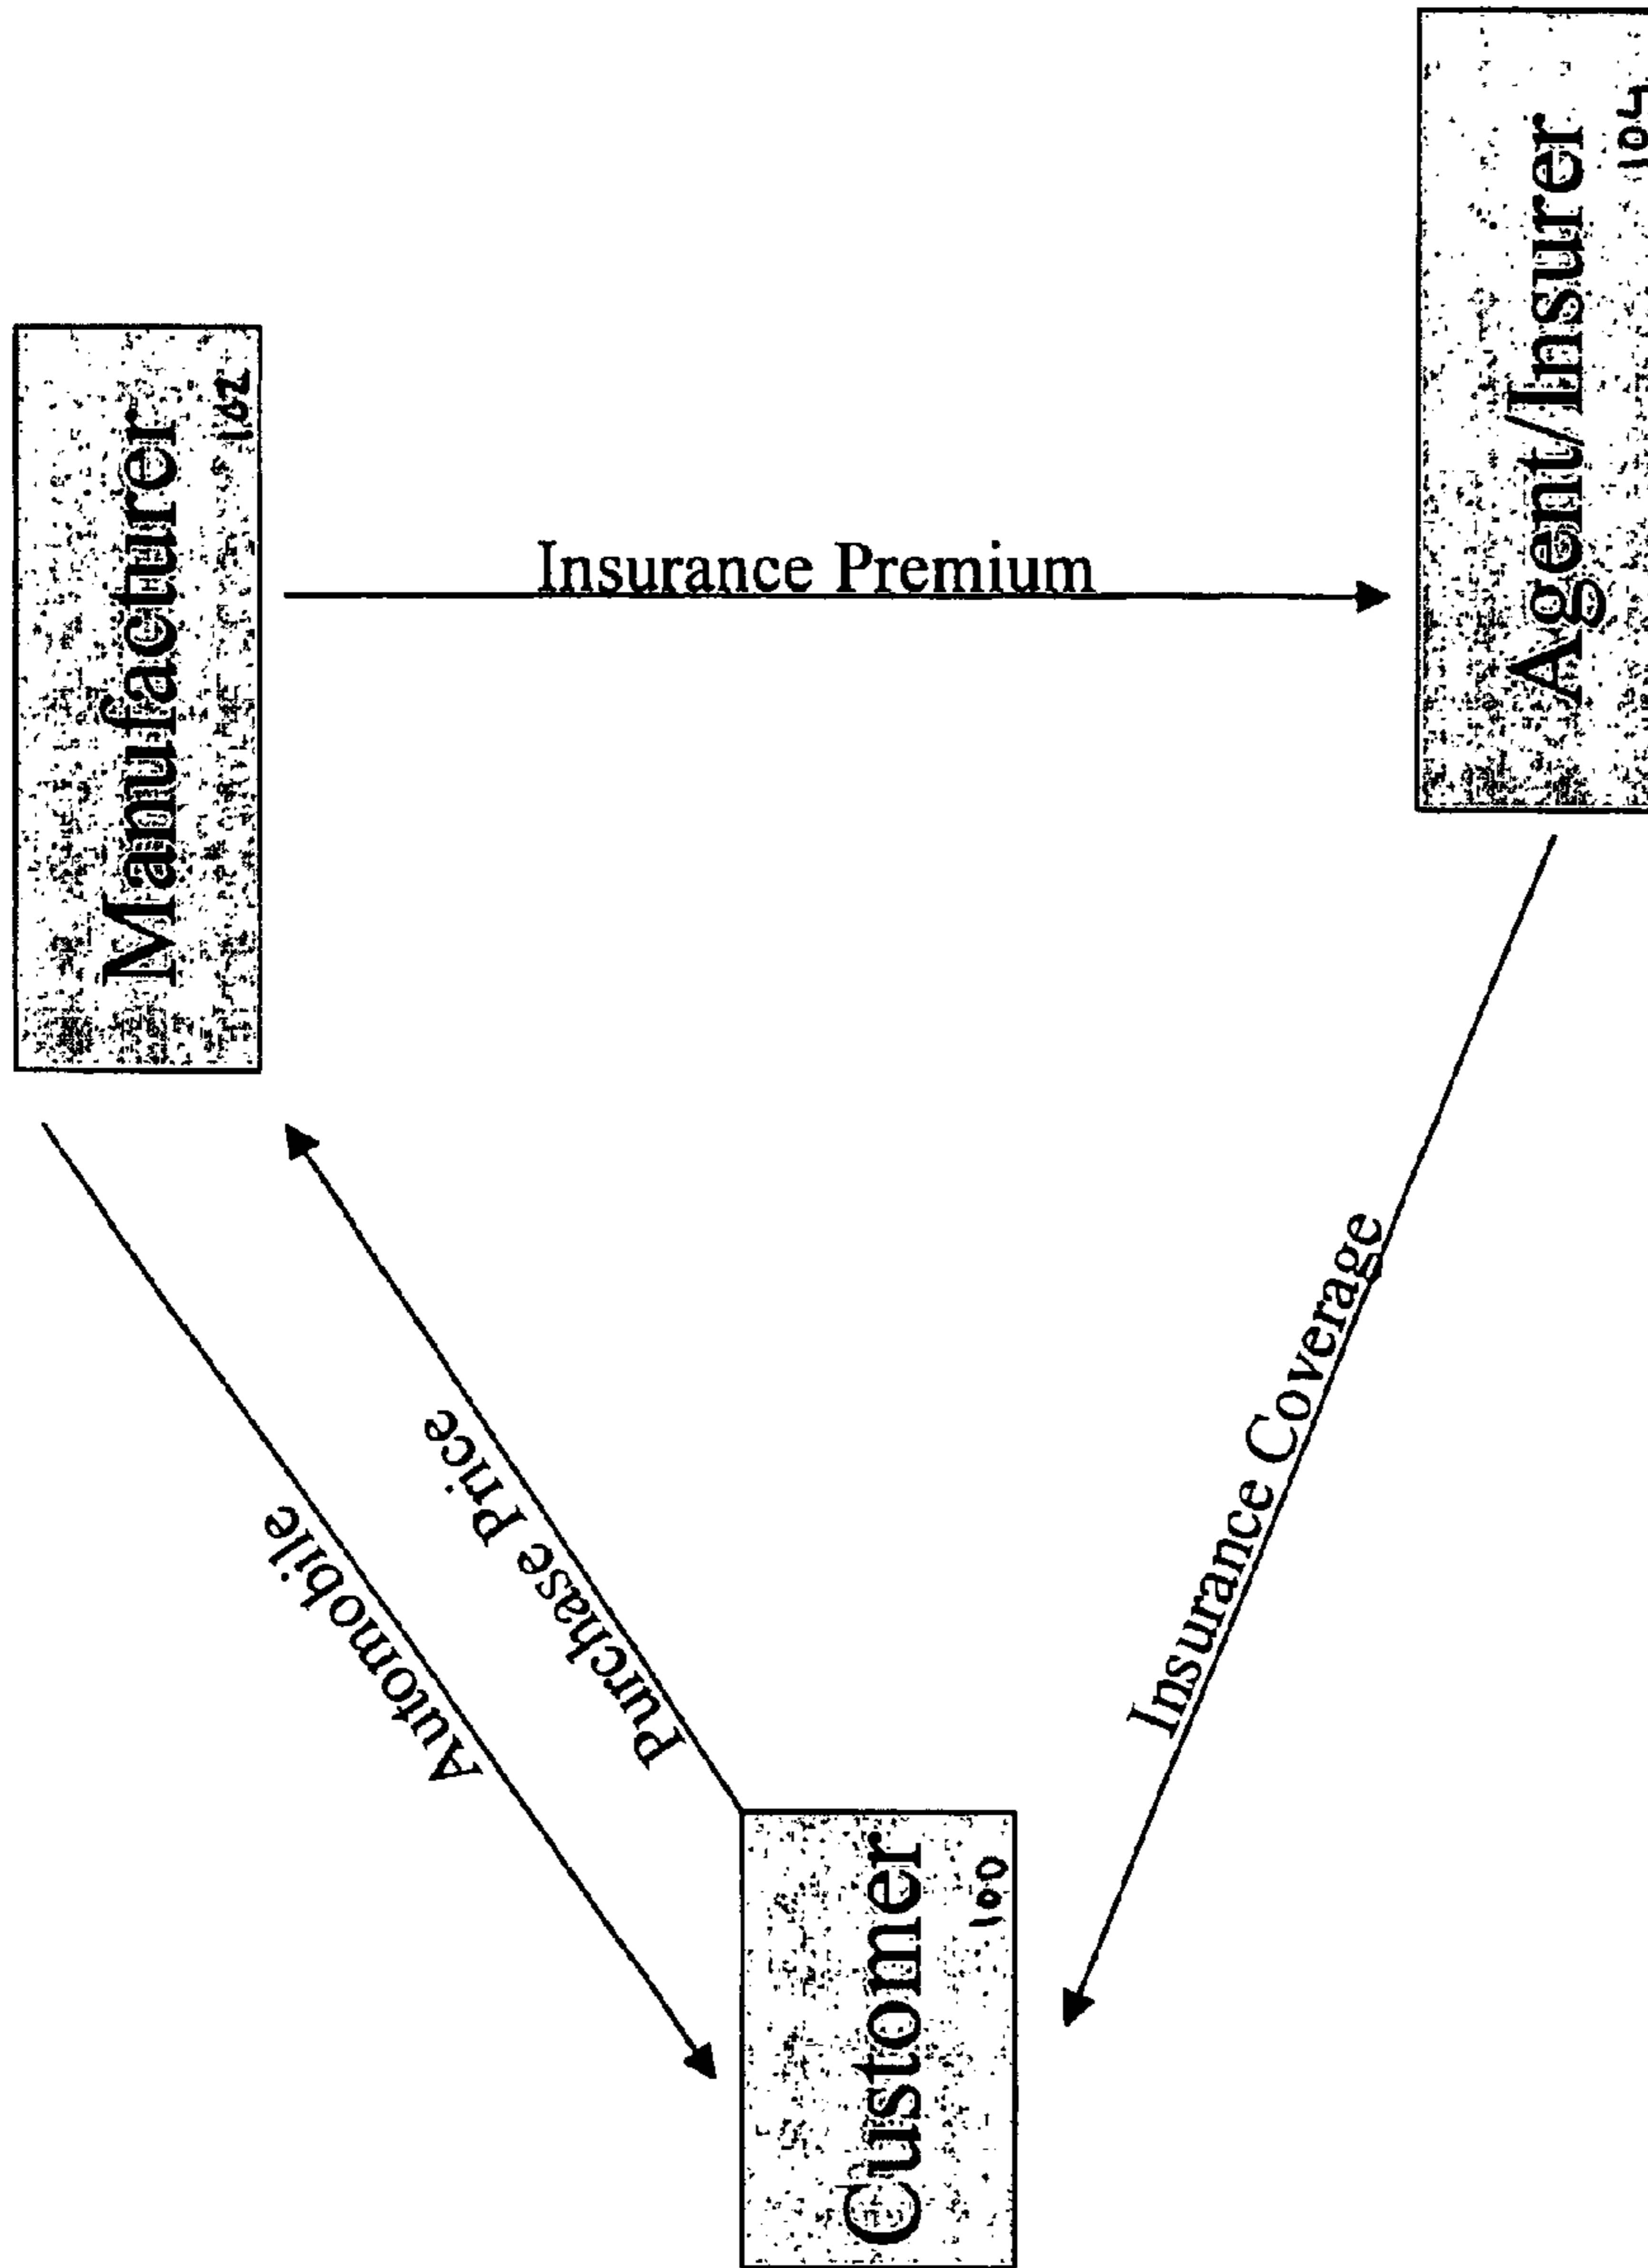 Manufacturer
102
Insurance Premium
Agent/Insurer
104
Automobile
Purchase Price
Insurance Coverage
Customer
100